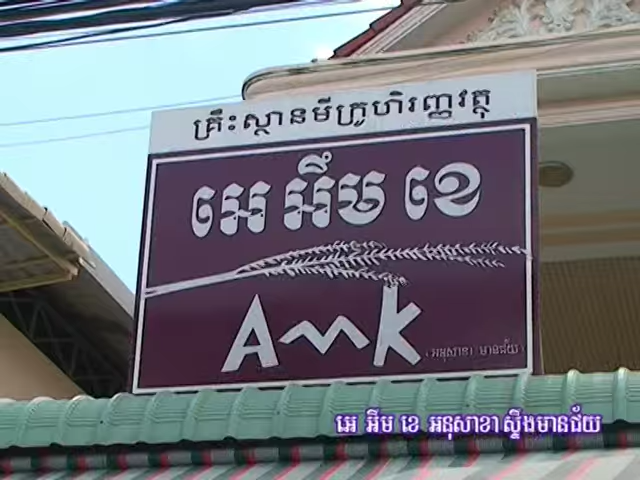 គ្រឹះស្ថានមីក្រូហិរញ្ញវត្ថុ
អេ អឹម ខេ
AMK
(អនុសាខា មានជ័យ)
អេ អឹម ខេ អនុសាខា ស្ទឹងមានជ័យ